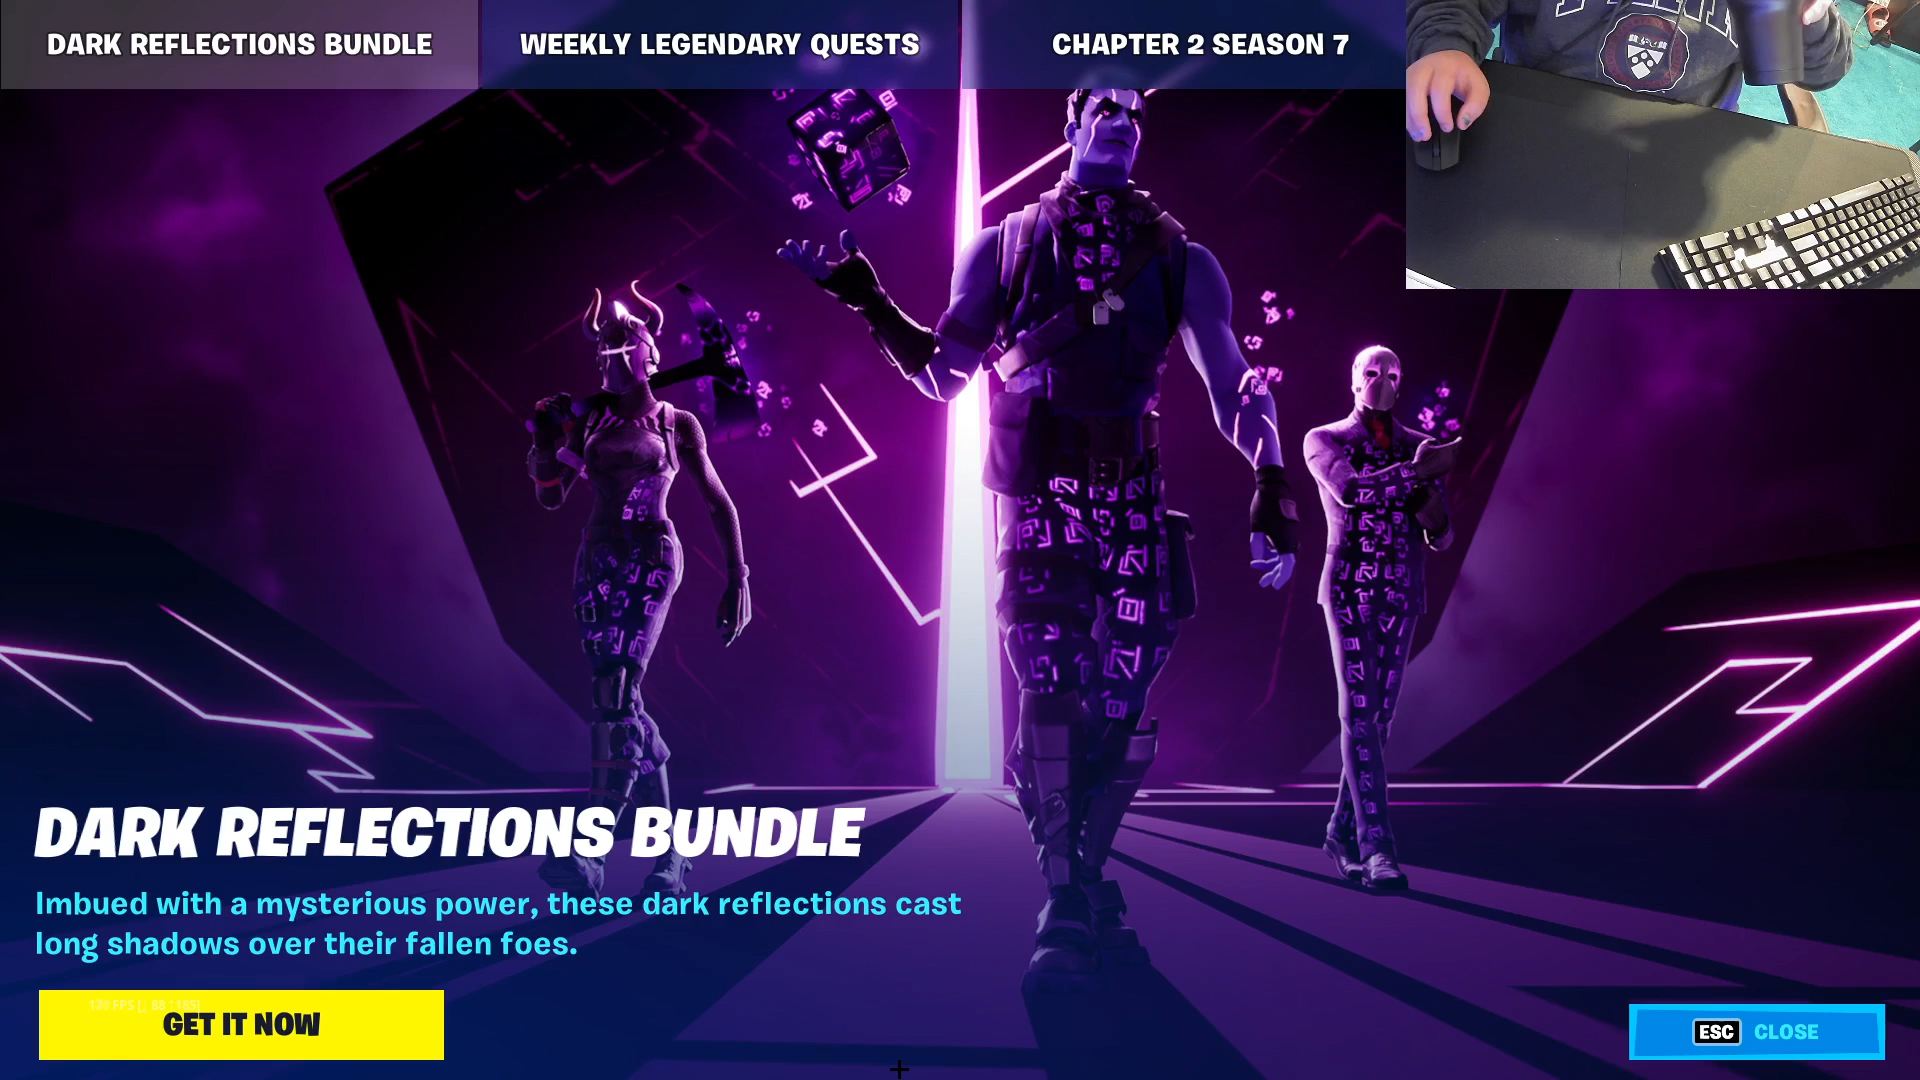 DARK REFLECTIONS BUNDLE
WEEKLY LEGENDARY QUESTS
CHAPTER 2 SEASON 7
DARK REFLECTIONS BUNDLE
Imbued with a mysterious power, these dark reflections cast
long shadows over their fallen foes.
GET IT NOW
ESC CLOSE